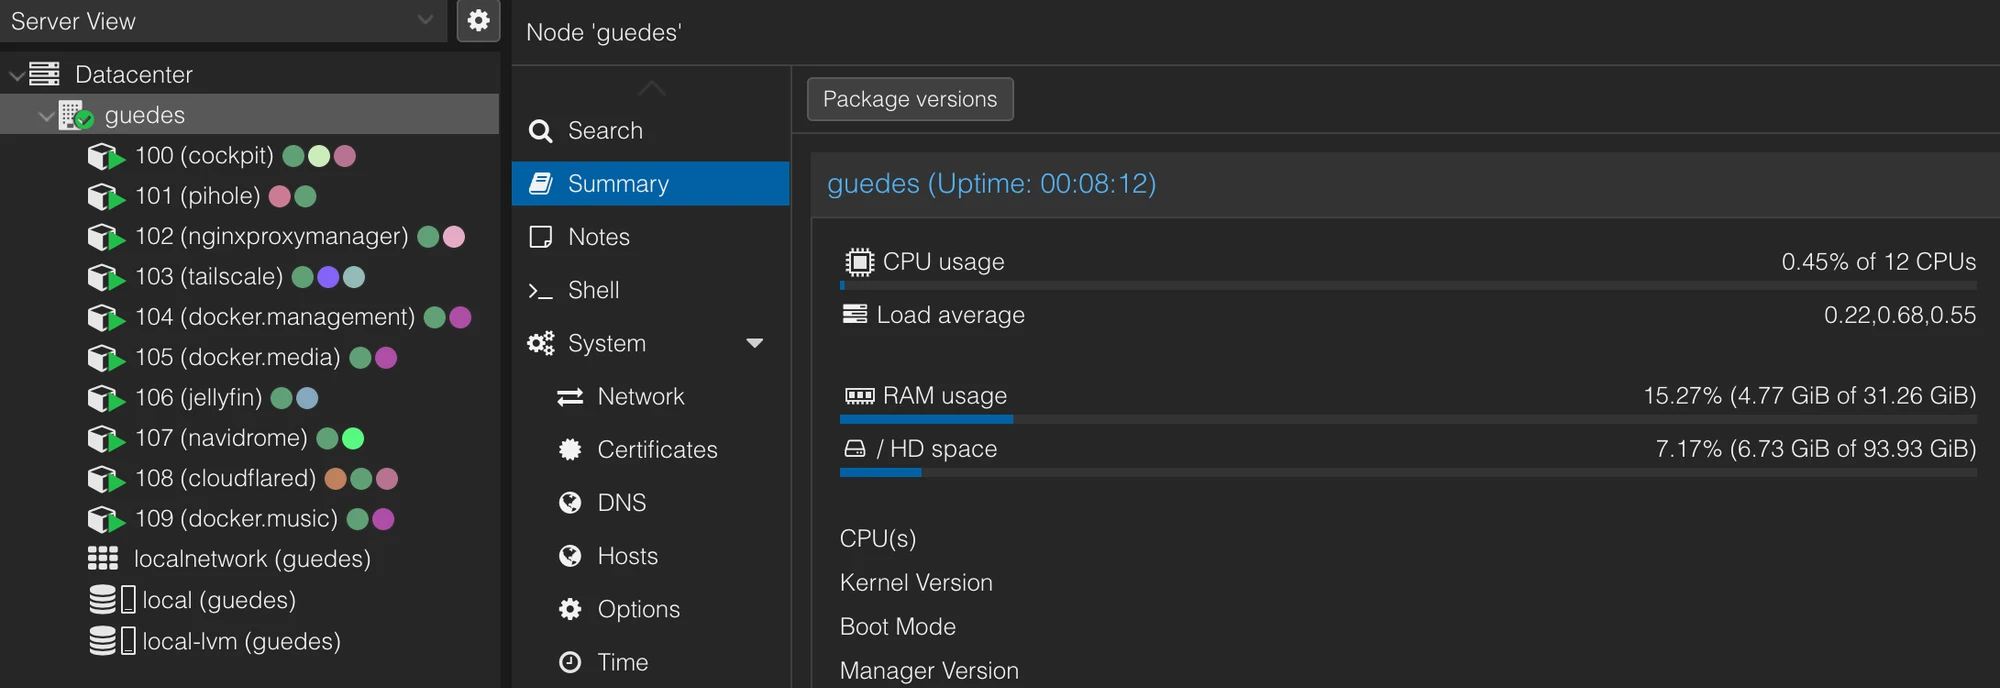 Server View
Datacenter
guedes
100 (cockpit)
101 (pihole)
102 (nginxproxymanager)
103 (tailscale)
104 (docker.management)
105 (docker.media)
106 (jellyfin)
107 (navidrome)
108 (cloudflared)
109 (docker.music)
localnetwork (guedes)
local (guedes)
local-lvm (guedes)
Node 'guedes'
Search
Summary
Notes
Shell
System
Network
Certificates
DNS
Hosts
Options
Time
Package versions
guedes (Uptime: 00:08:12)
CPU usage 0.45% of 12 CPUs
Load average 0.22,0.68,0.55
RAM usage 15.27% (4.77 GiB of 31.26 GiB)
/ HD space 7.17% (6.73 GiB of 93.93 GiB)
CPU(s)
Kernel Version
Boot Mode
Manager Version